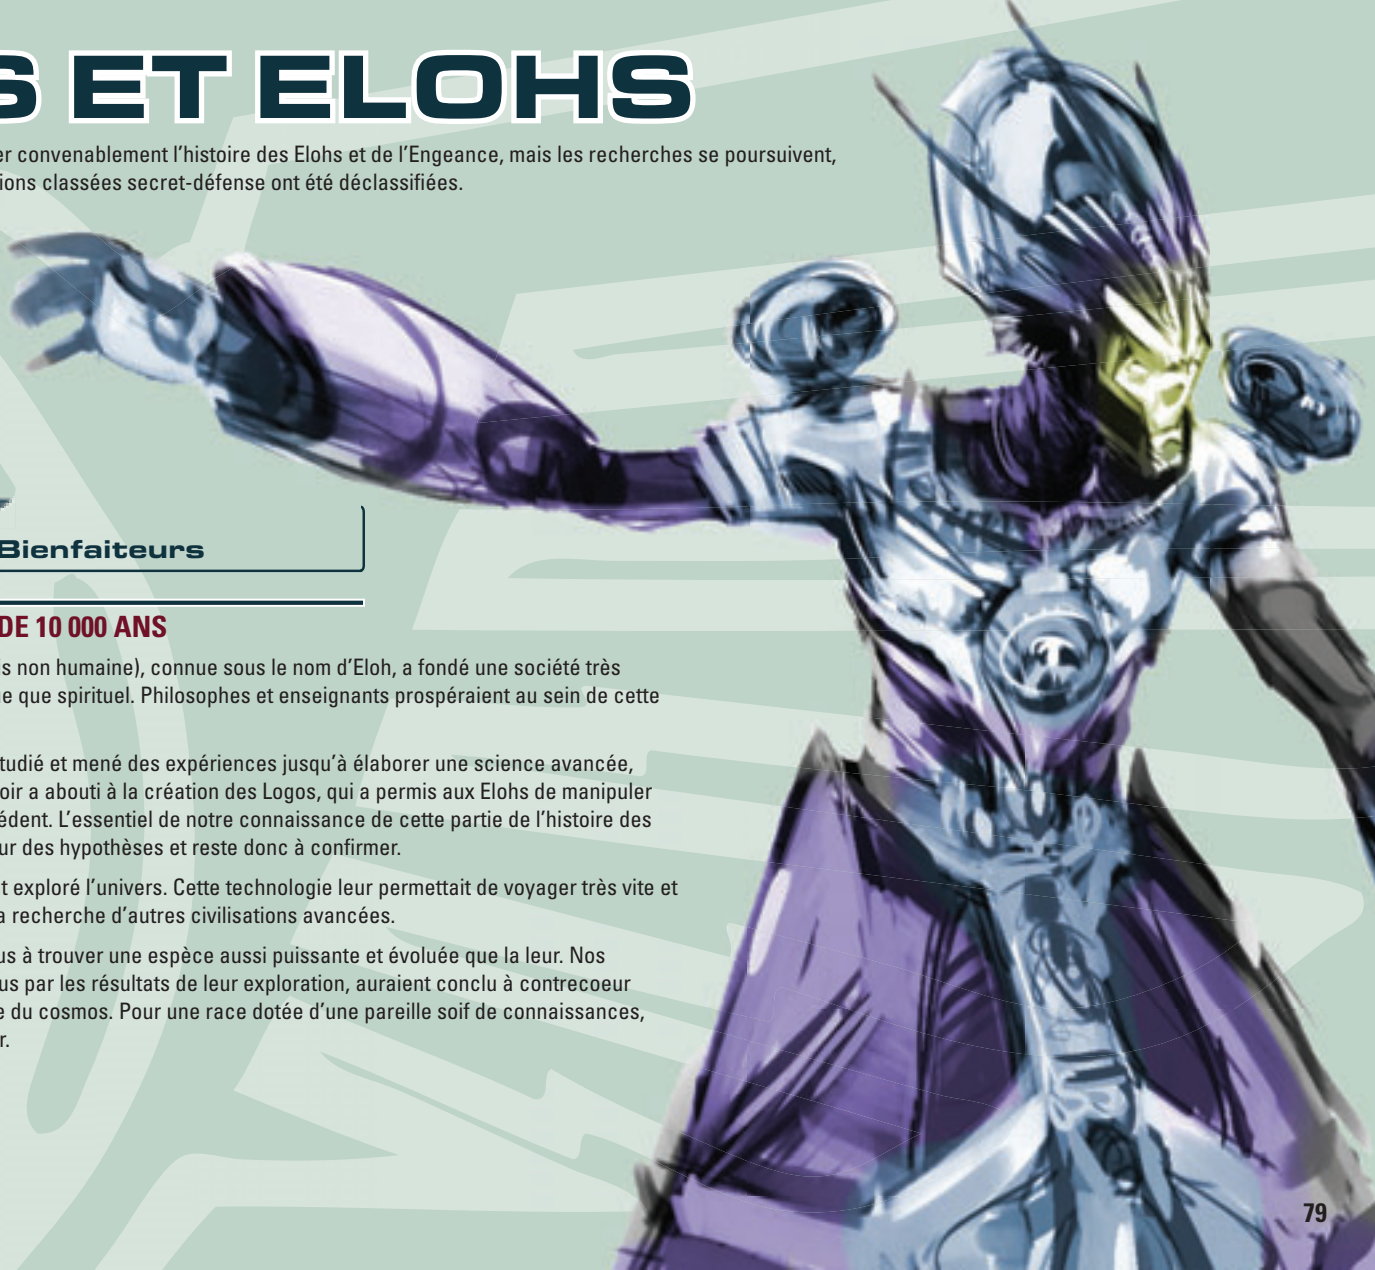 S ET ELOHS
er convenablement l'histoire des Elohs et de l'Engeance, mais les recherches se poursuivent,
ions classées secret-défense ont été déclassifiées.
Bienfaiteurs
DE 10 000 ANS
is non humaine), connue sous le nom d'Eloh, a fondé une société très
ue que spirituel. Philosophes et enseignants prospéraient au sein de cette
tudié et mené des expériences jusqu'à élaborer une science avancée,
oir a abouti à la création des Logos, qui a permis aux Elohs de manipuler
édent. L'essentiel de notre connaissance de cette partie de l'histoire des
ur des hypothèses et reste donc à confirmer.
t exploré l'univers. Cette technologie leur permettait de voyager très vite et
a recherche d'autres civilisations avancées.
us à trouver une espèce aussi puissante et évoluée que la leur. Nos
us par les résultats de leur exploration, auraient conclu à contrecoeur
e du cosmos. Pour une race dotée d'une pareille soif de connaissances,
r.
79